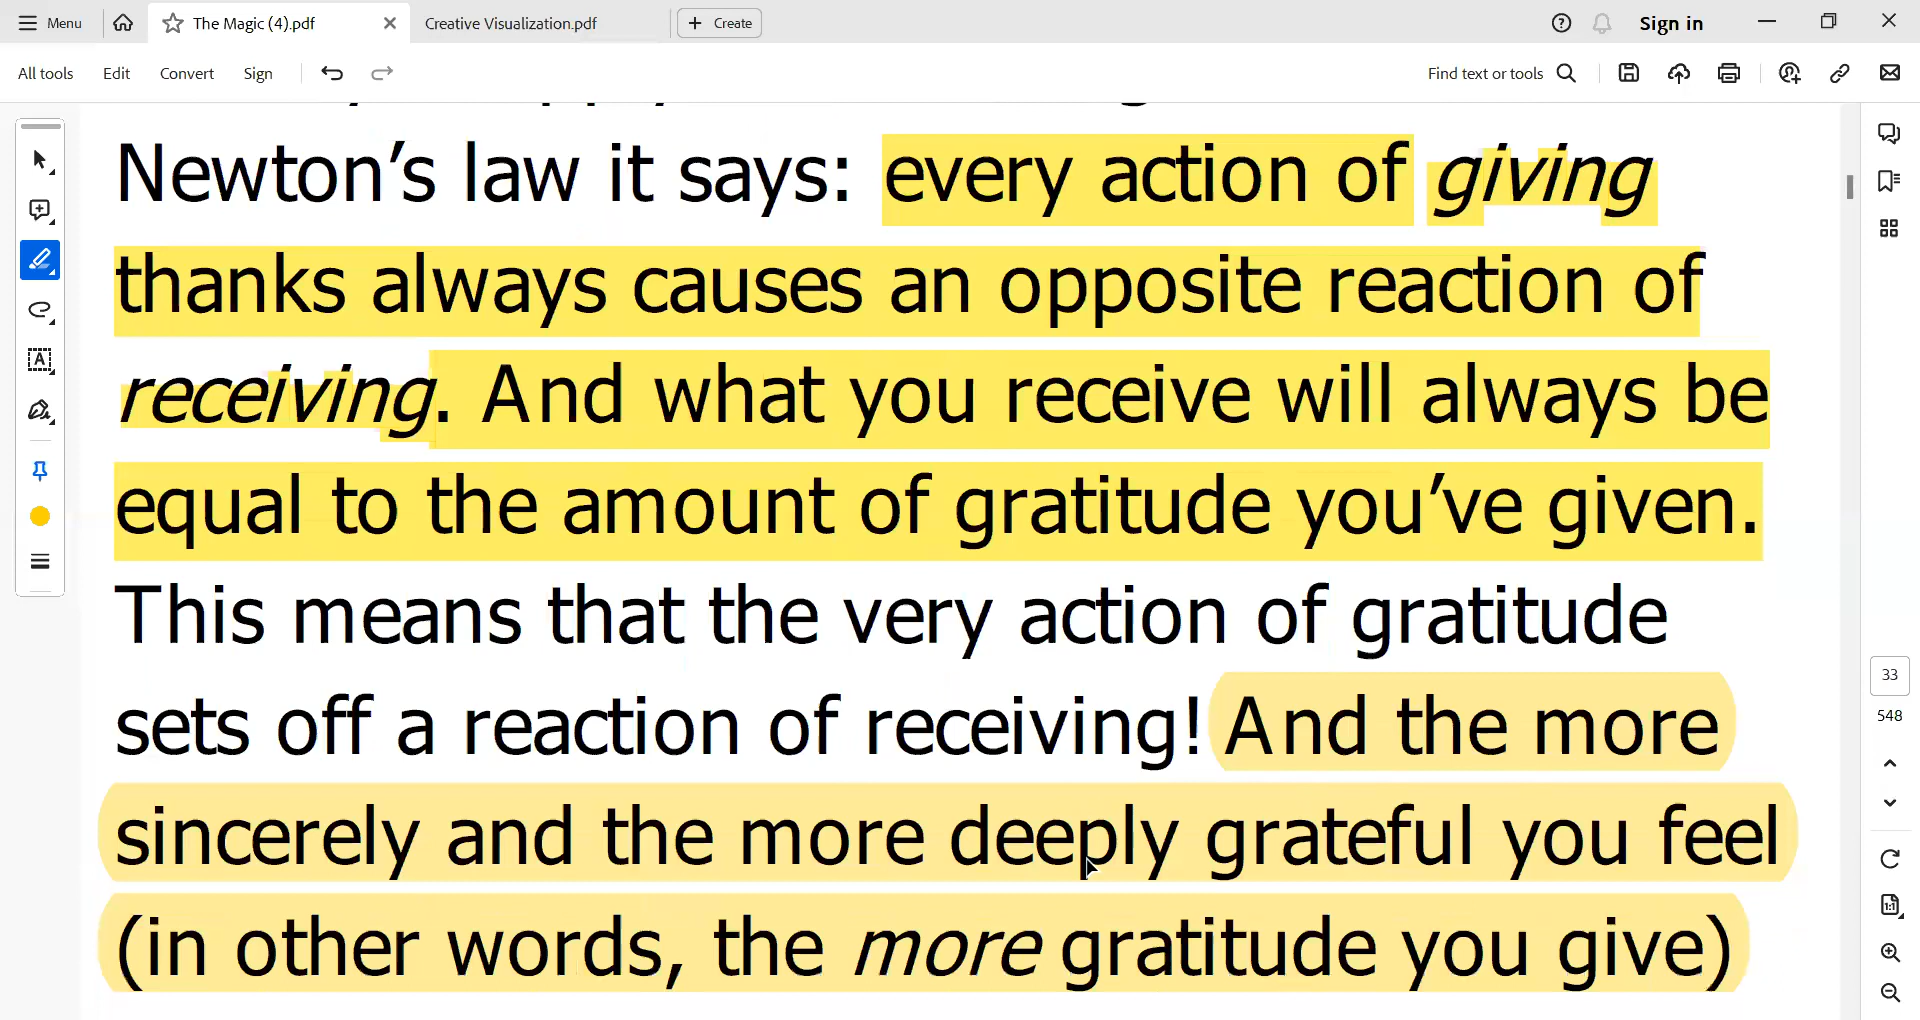 Menu
The Magic (4).pdf
Creative Visualization.pdf
Create
Sign in
All tools
Edit
Convert
Sign
Find text or tools
Newton’s law it says: every action of giving
thanks always causes an opposite reaction of
receiving. And what you receive will always be
equal to the amount of gratitude you’ve given.
This means that the very action of gratitude
sets off a reaction of receiving! And the more
sincerely and the more deeply grateful you feel
(in other words, the more gratitude you give)
33
548